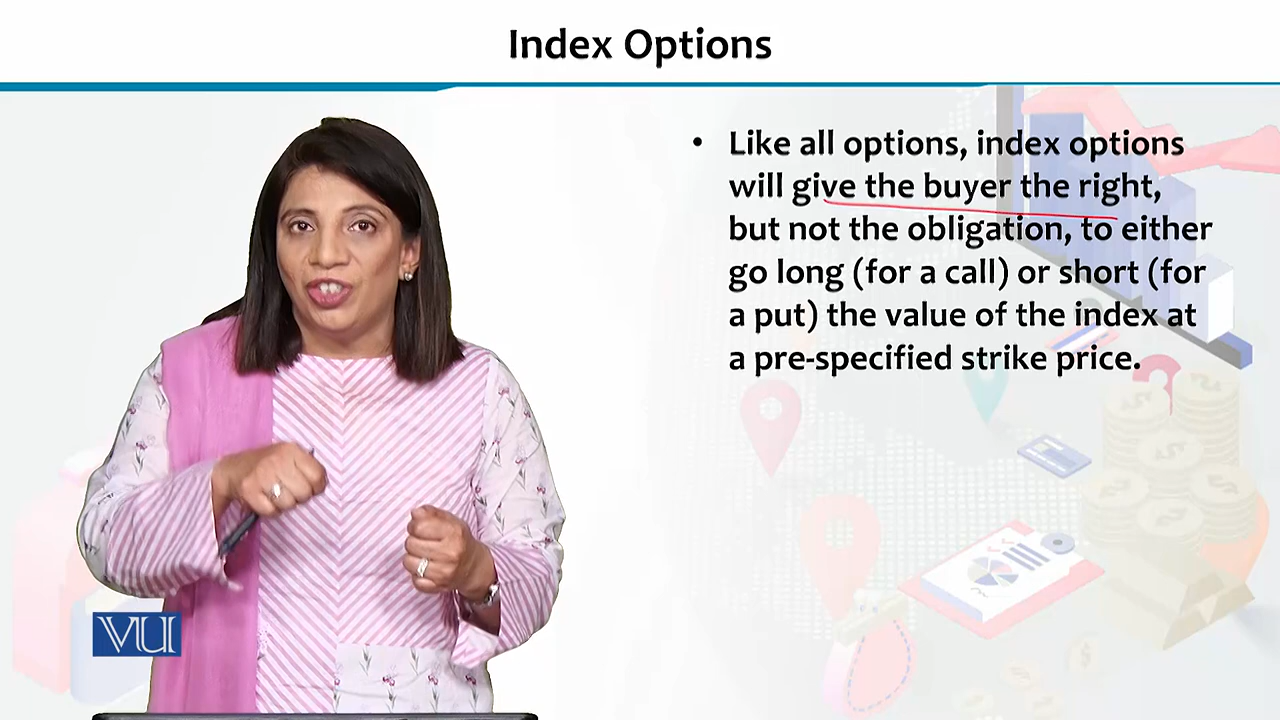 Index Options
• Like all options, index options
will give the buyer the right,
but not the obligation, to either
go long (for a call) or short (for
a put) the value of the index at
a pre-specified strike price.
VU